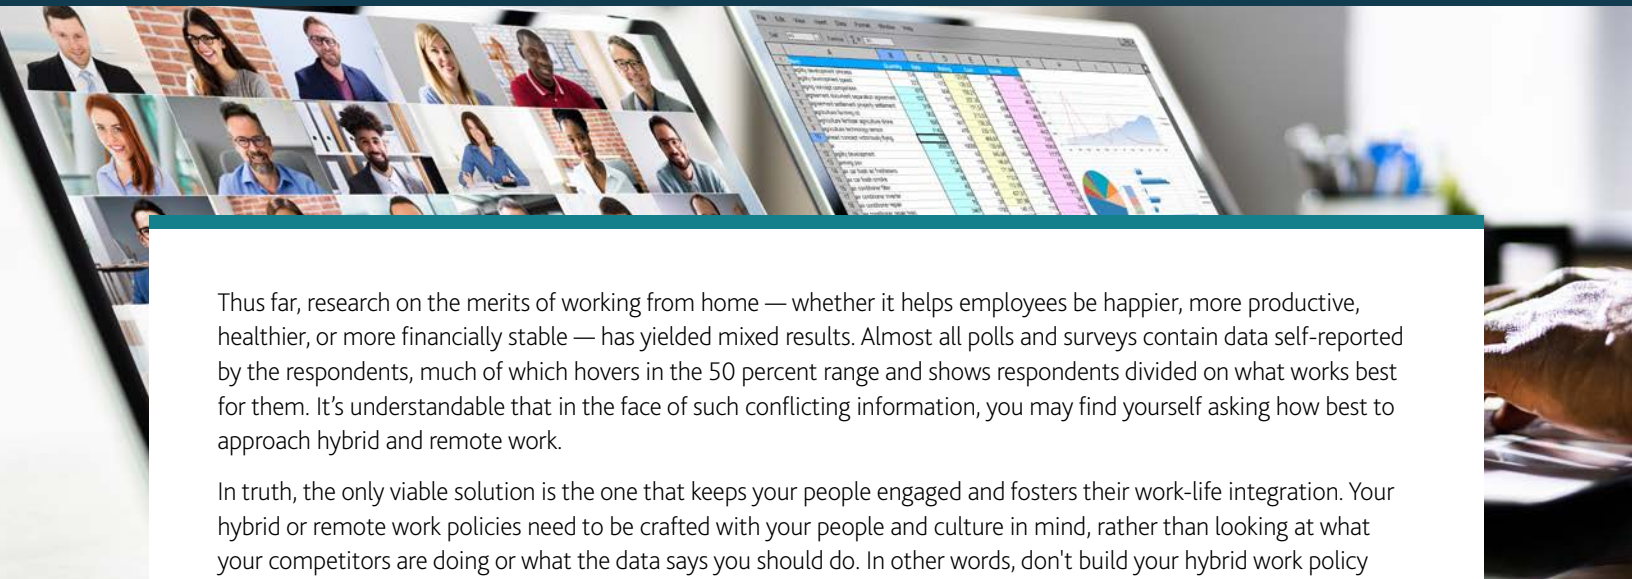 Thus far, research on the merits of working from home — whether it helps employees be happier, more productive,
healthier, or more financially stable — has yielded mixed results. Almost all polls and surveys contain data self-reported
by the respondents, much of which hovers in the 50 percent range and shows respondents divided on what works best
for them. It’s understandable that in the face of such conflicting information, you may find yourself asking how best to
approach hybrid and remote work.
In truth, the only viable solution is the one that keeps your people engaged and fosters their work-life integration. Your
hybrid or remote work policies need to be crafted with your people and culture in mind, rather than looking at what
your competitors are doing or what the data says you should do. In other words, don't build your hybrid work policy